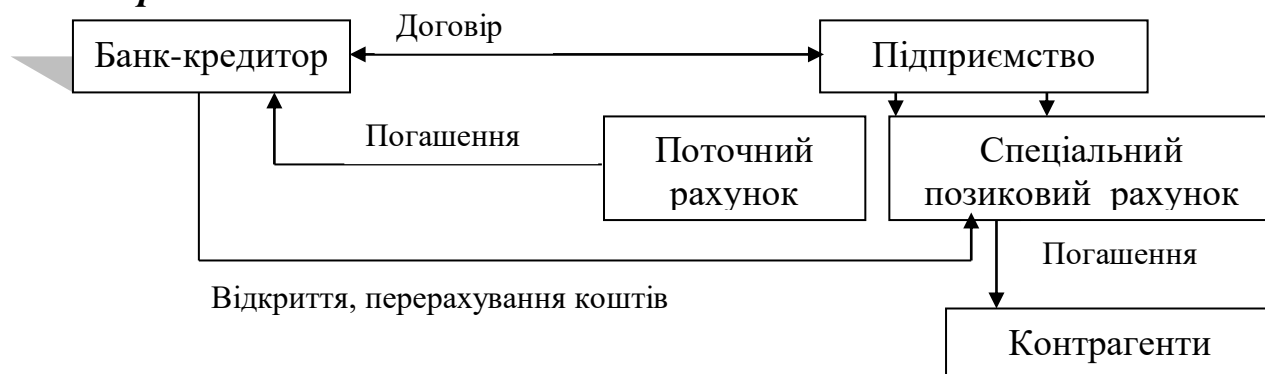 Договір
Банк-кредитор
Підприємство
Погашення
Поточний
рахунок
Спеціальний
позиковий рахунок
Погашення
Відкриття, перерахування коштів
Контрагенти